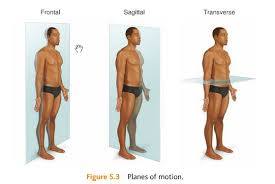 Frontal Sagittal Transverse
Figure 5.3 Planes of motion.